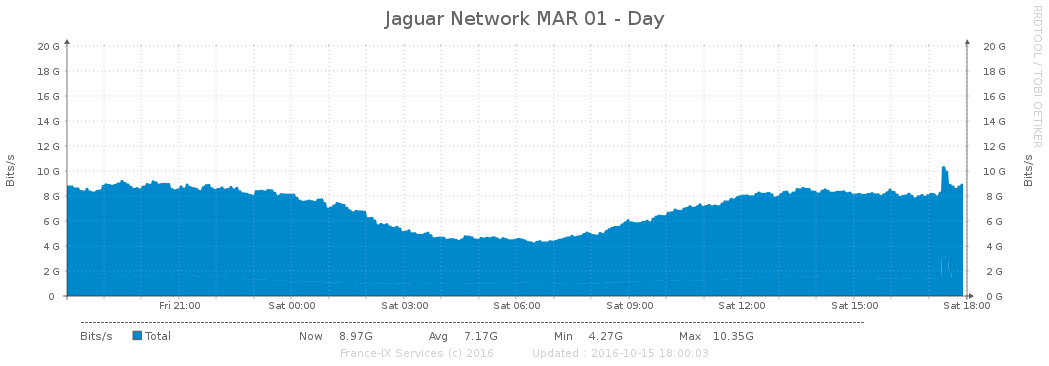 Jaguar Network MAR 01 - Day
RRDTOOL / TOBI OETIKER
Bits/s
Bits/s
20 G 20 G
18 G 18 G
16 G 16 G
14 G 14 G
12 G 12 G
10 G 10 G
8 G 8 G
6 G 6 G
4 G 4 G
2 G 2 G
0 0 G
Fri 21:00 Sat 00:00 Sat 03:00 Sat 06:00 Sat 09:00 Sat 12:00 Sat 15:00 Sat 18:00
Bits/s Total Now 8.97G Avg 7.17G Min 4.27G Max 10.35G
France-IX Services (c) 2016 Updated : 2016-10-15 18:00:03